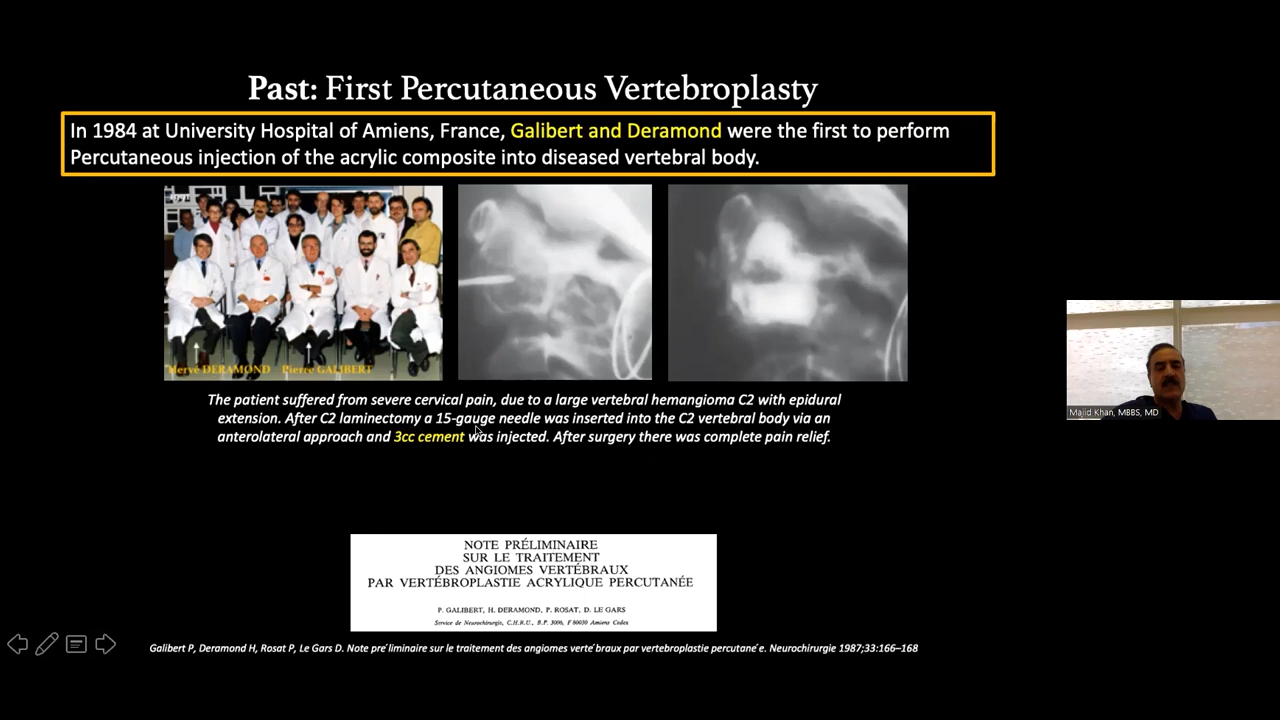 Past: First Percutaneous Vertebroplasty
In 1984 at University Hospital of Amiens, France, Galibert and Deramond were the first to perform
Percutaneous injection of the acrylic composite into diseased vertebral body.
Hervé DERAMOND Pierre GALIBERT
The patient suffered from severe cervical pain, due to a large vertebral hemangioma C2 with epidural
extension. After C2 laminectomy a 15-gauge needle was inserted into the C2 vertebral body via an
anterolateral approach and 3cc cement was injected. After surgery there was complete pain relief.
Majid Khan, MBBS, MD
NOTE PRÉLIMINAIRE
SUR LE TRAITEMENT
DES ANGIOMES VERTÉBRAUX
PAR VERTÉBROPLASTIE ACRYLIQUE PERCUTANÉE
P. GALIBERT, H. DERAMOND, P. ROSAT, D. LE GARS
Service de Neurochirurgie, C.H.R.U., B.P. 3006, F 80030 Amiens Cedex
Galibert P, Deramond H, Rosat P, Le Gars D. Note pre ́liminaire sur le traitement des angiomes verte ́braux par vertebroplastie percutane ́e. Neurochirurgie 1987;33:166–168